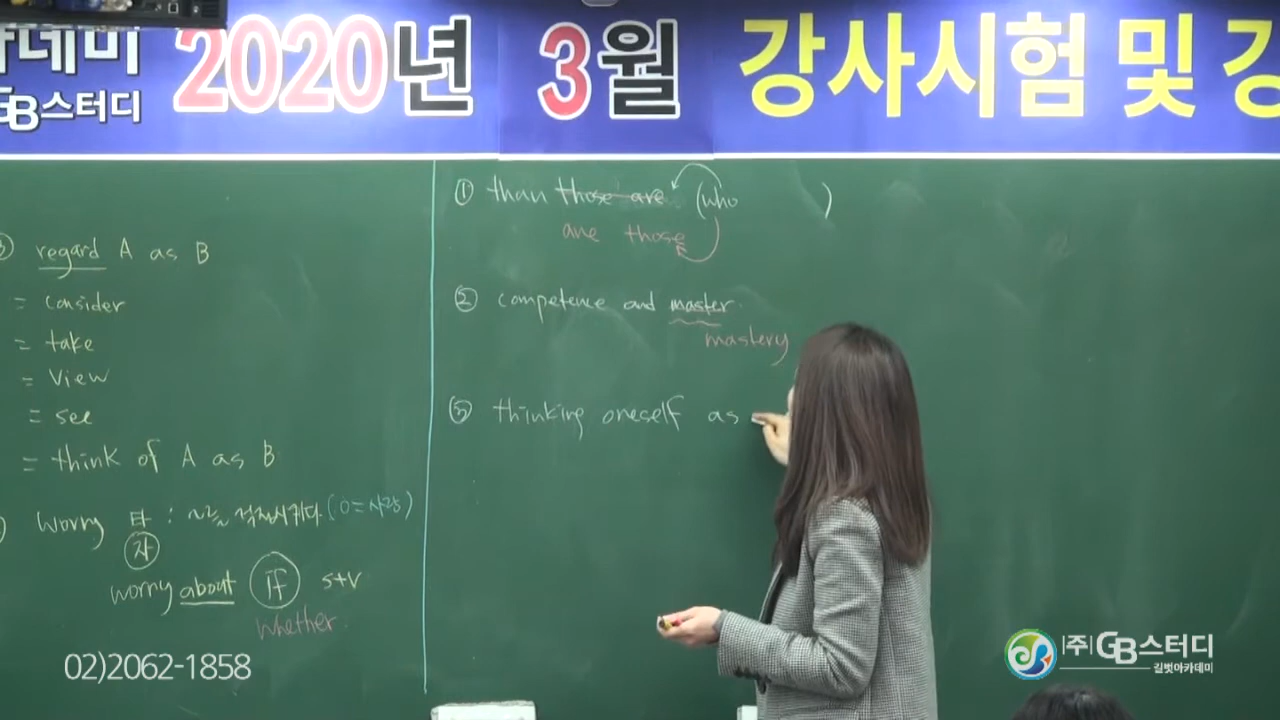 카데미
GB스터디
2020년 3월 강사시험 및 강
③ regard A as B
= consider
= take
= view
= see
= think of A as B
worry 타 :
자
worry about if s+v
whether
① than those are (who )
are those
② competence and master
mastery
⑤ thinking oneself as
02)2062-1858
(주)GB스터디
길벗아카데미